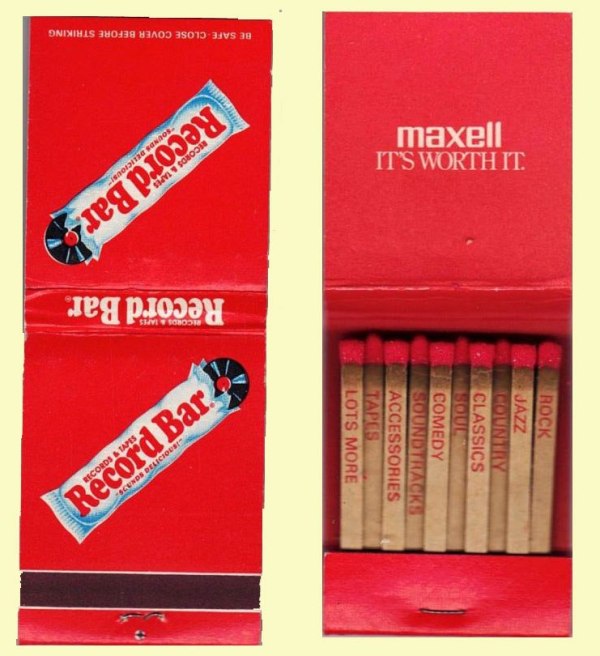 BE SAFE-CLOSE COVER BEFORE STRIKING
RECORDS & TAPES
Record Bar®
"SOUNDS DELICIOUS!"
RECORDS & TAPES
Record Bar®
RECORDS & TAPES
Record Bar®
"SOUNDS DELICIOUS!"
maxell
IT'S WORTH IT.
LOTS MORE
TAPES
ACCESSORIES
SOUNDTRACKS
COMEDY
SOUL
CLASSICS
COUNTRY
JAZZ
ROCK